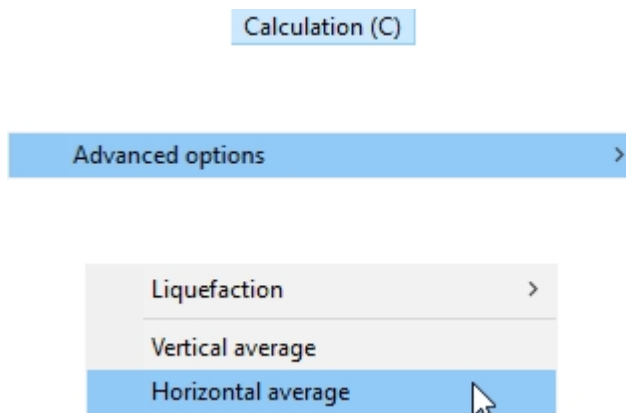 Calculation (C)
Advanced options
Liquefaction
Vertical average
Horizontal average